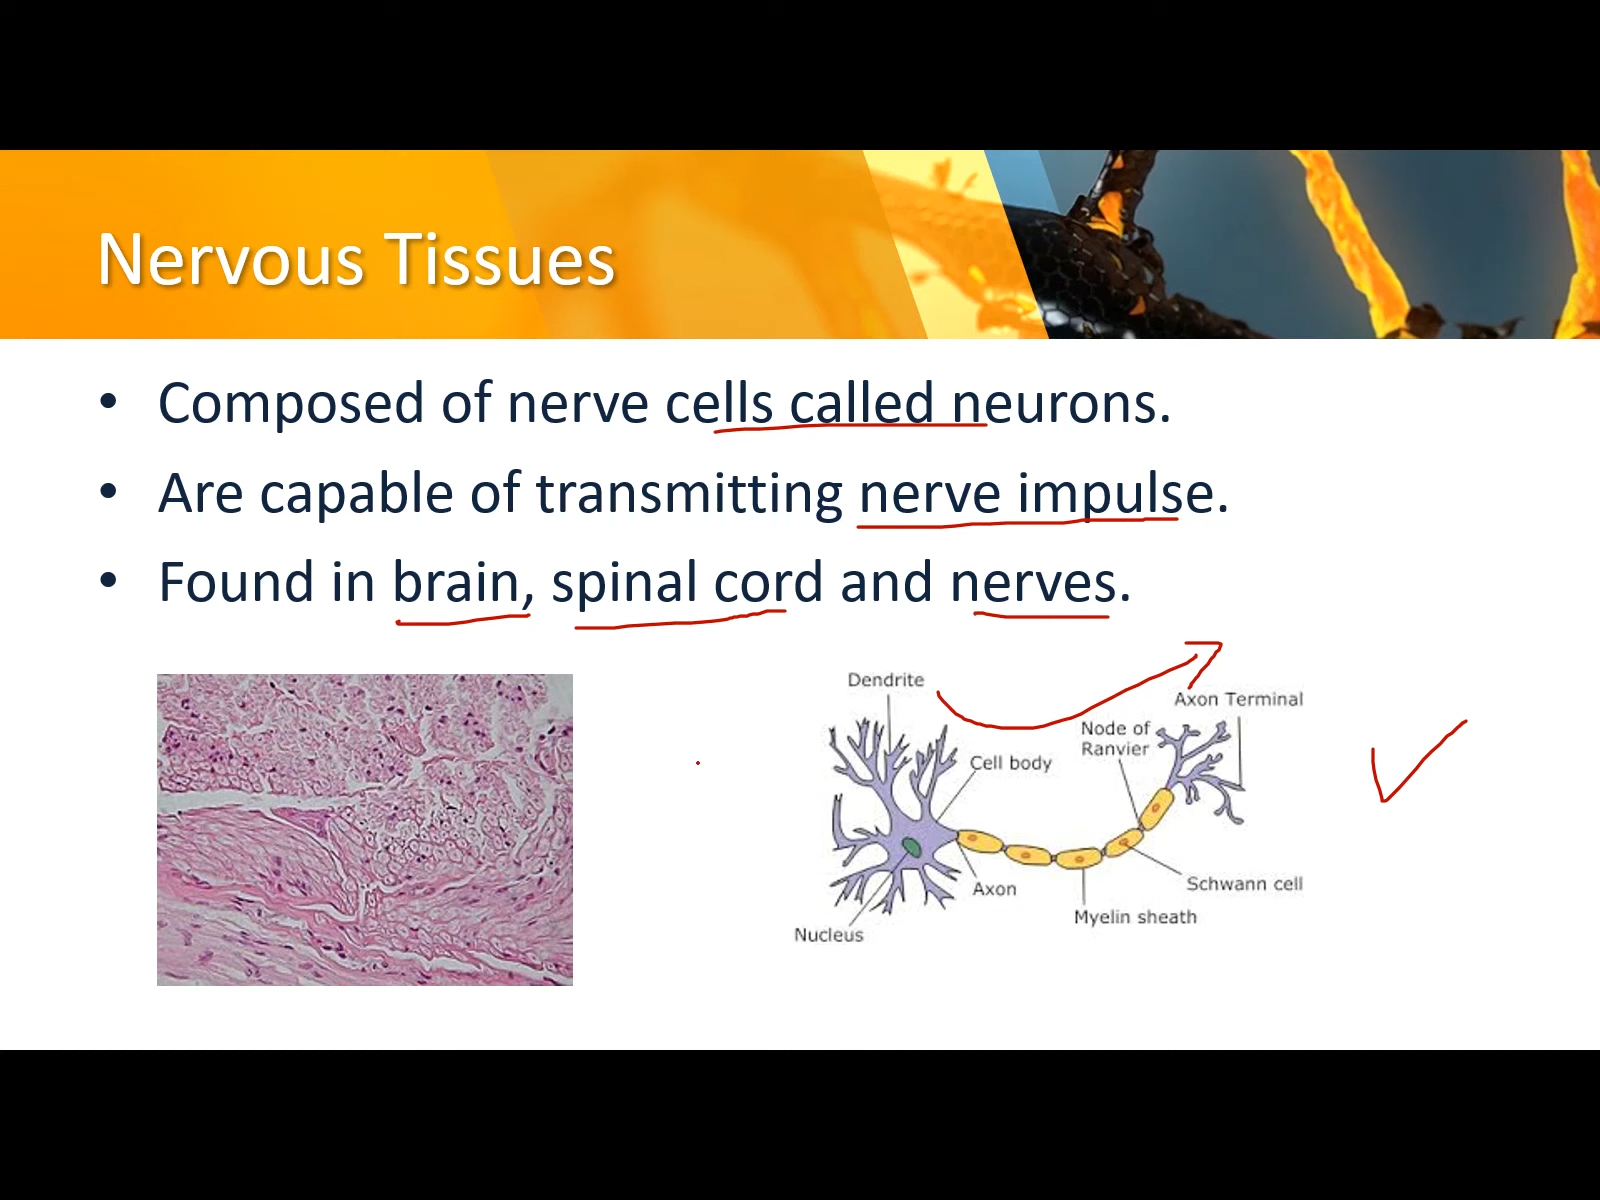 Nervous Tissues
• Composed of nerve cells called neurons.
• Are capable of transmitting nerve impulse.
• Found in brain, spinal cord and nerves.
Dendrite
Axon Terminal
Node of
Ranvier
Cell body
Axon
Schwann cell
Myelin sheath
Nucleus